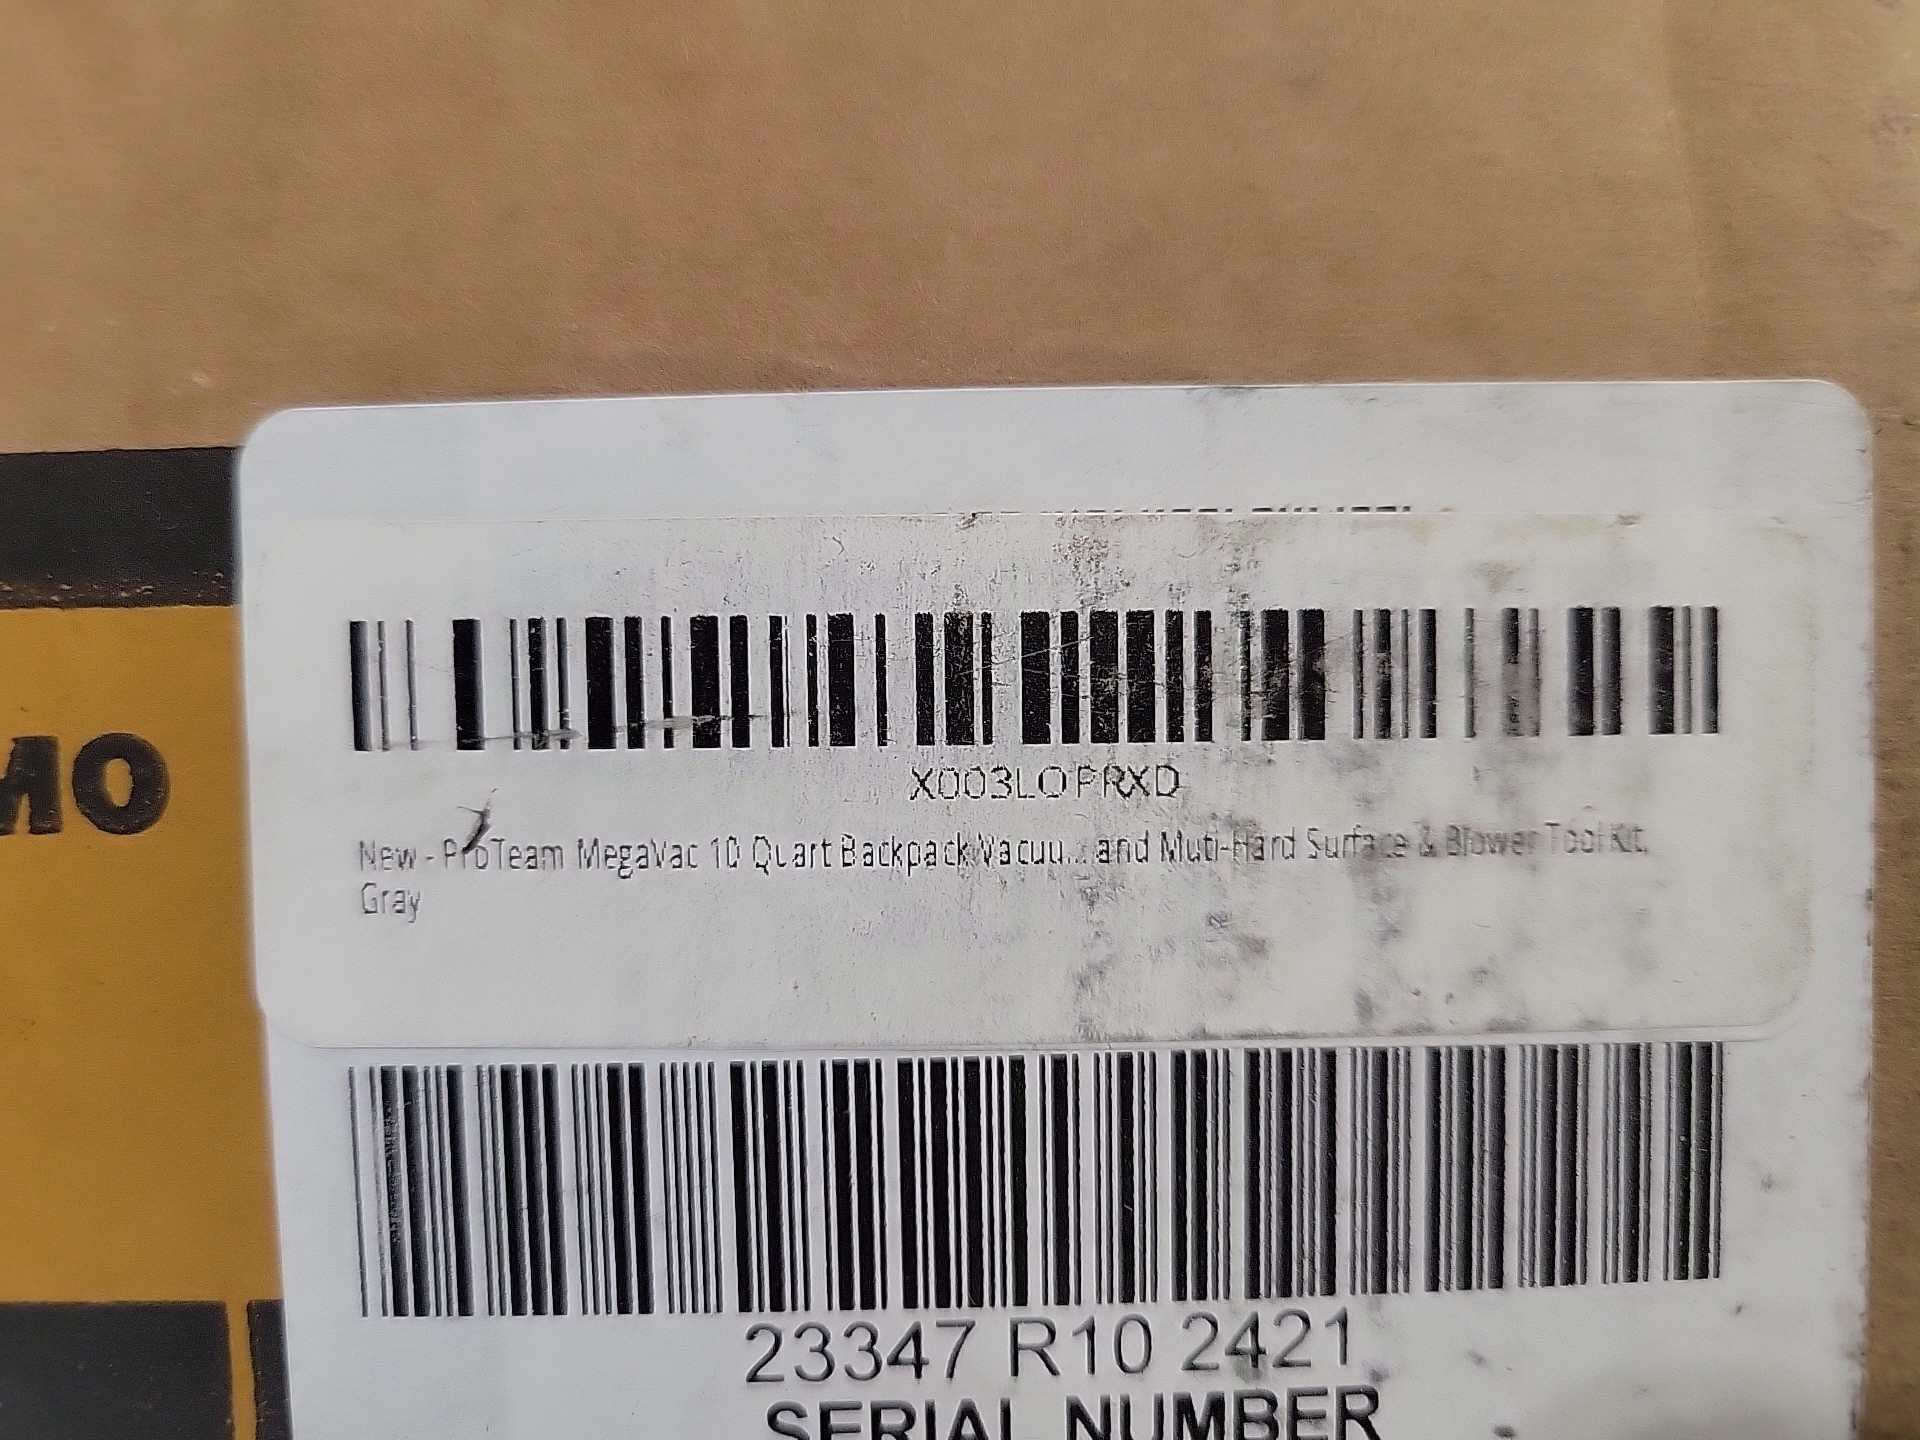 MO
X003LOPRXD
New - ProTeam MegaVac 10 Quart Backpack Vacuu... and Muti-Hard Surface & Blower Tool Kit,
Gray
23347 R10 2421
SERIAL NUMBER